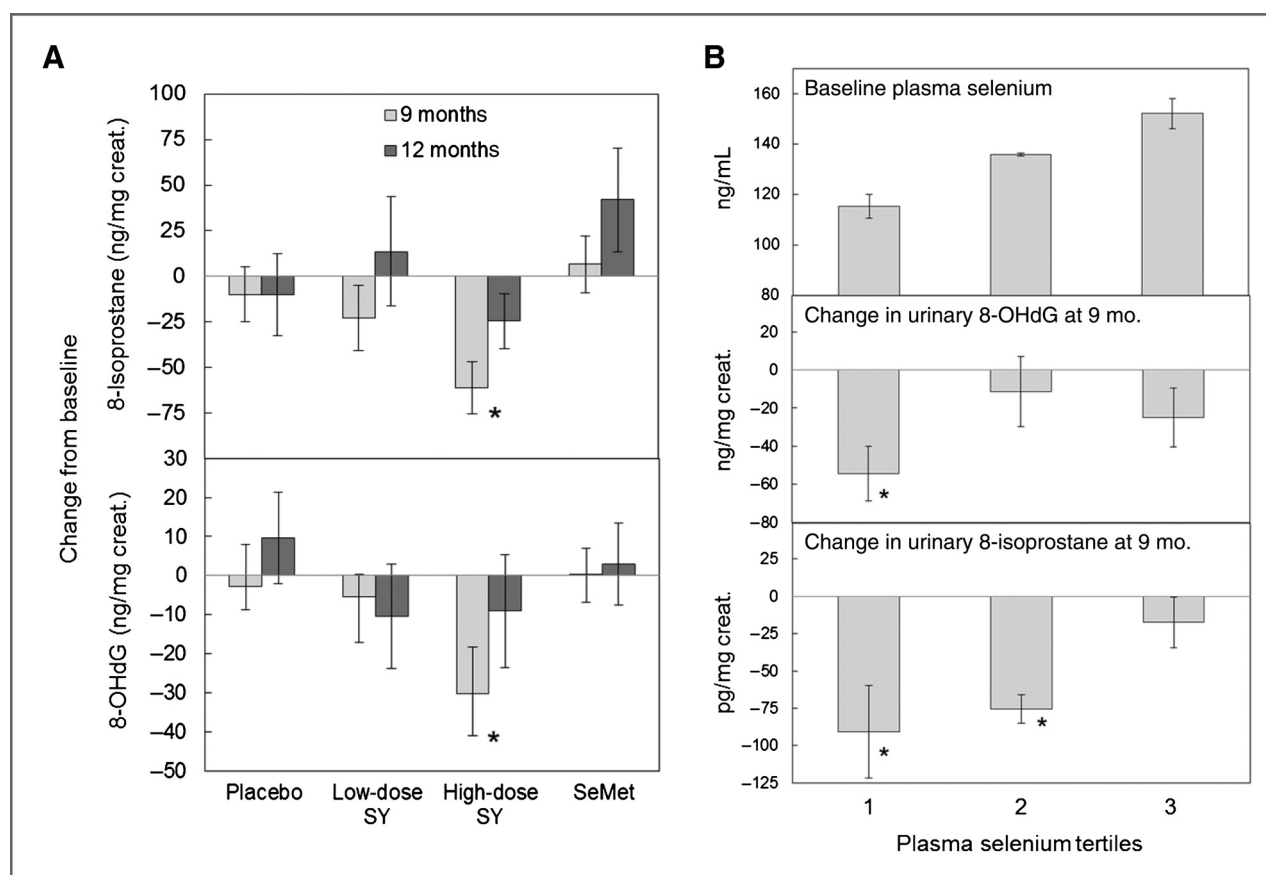 A
Change from baseline
8-Isoprostane (ng/mg creat.)
100
75
50
25
0
–25
–50
–75
9 months
12 months
*
8-OHdG (ng/mg creat.)
30
20
10
0
–10
–20
–30
–40
–50
*
Placebo Low-dose SY High-dose SY SeMet
B
Baseline plasma selenium
ng/mL
160
140
120
100
80
Change in urinary 8-OHdG at 9 mo.
ng/mg creat.
20
0
–20
–40
–60
–80
*
Change in urinary 8-isoprostane at 9 mo.
pg/mg creat.
25
0
–25
–50
–75
–100
–125
*
*
1 2 3
Plasma selenium tertiles